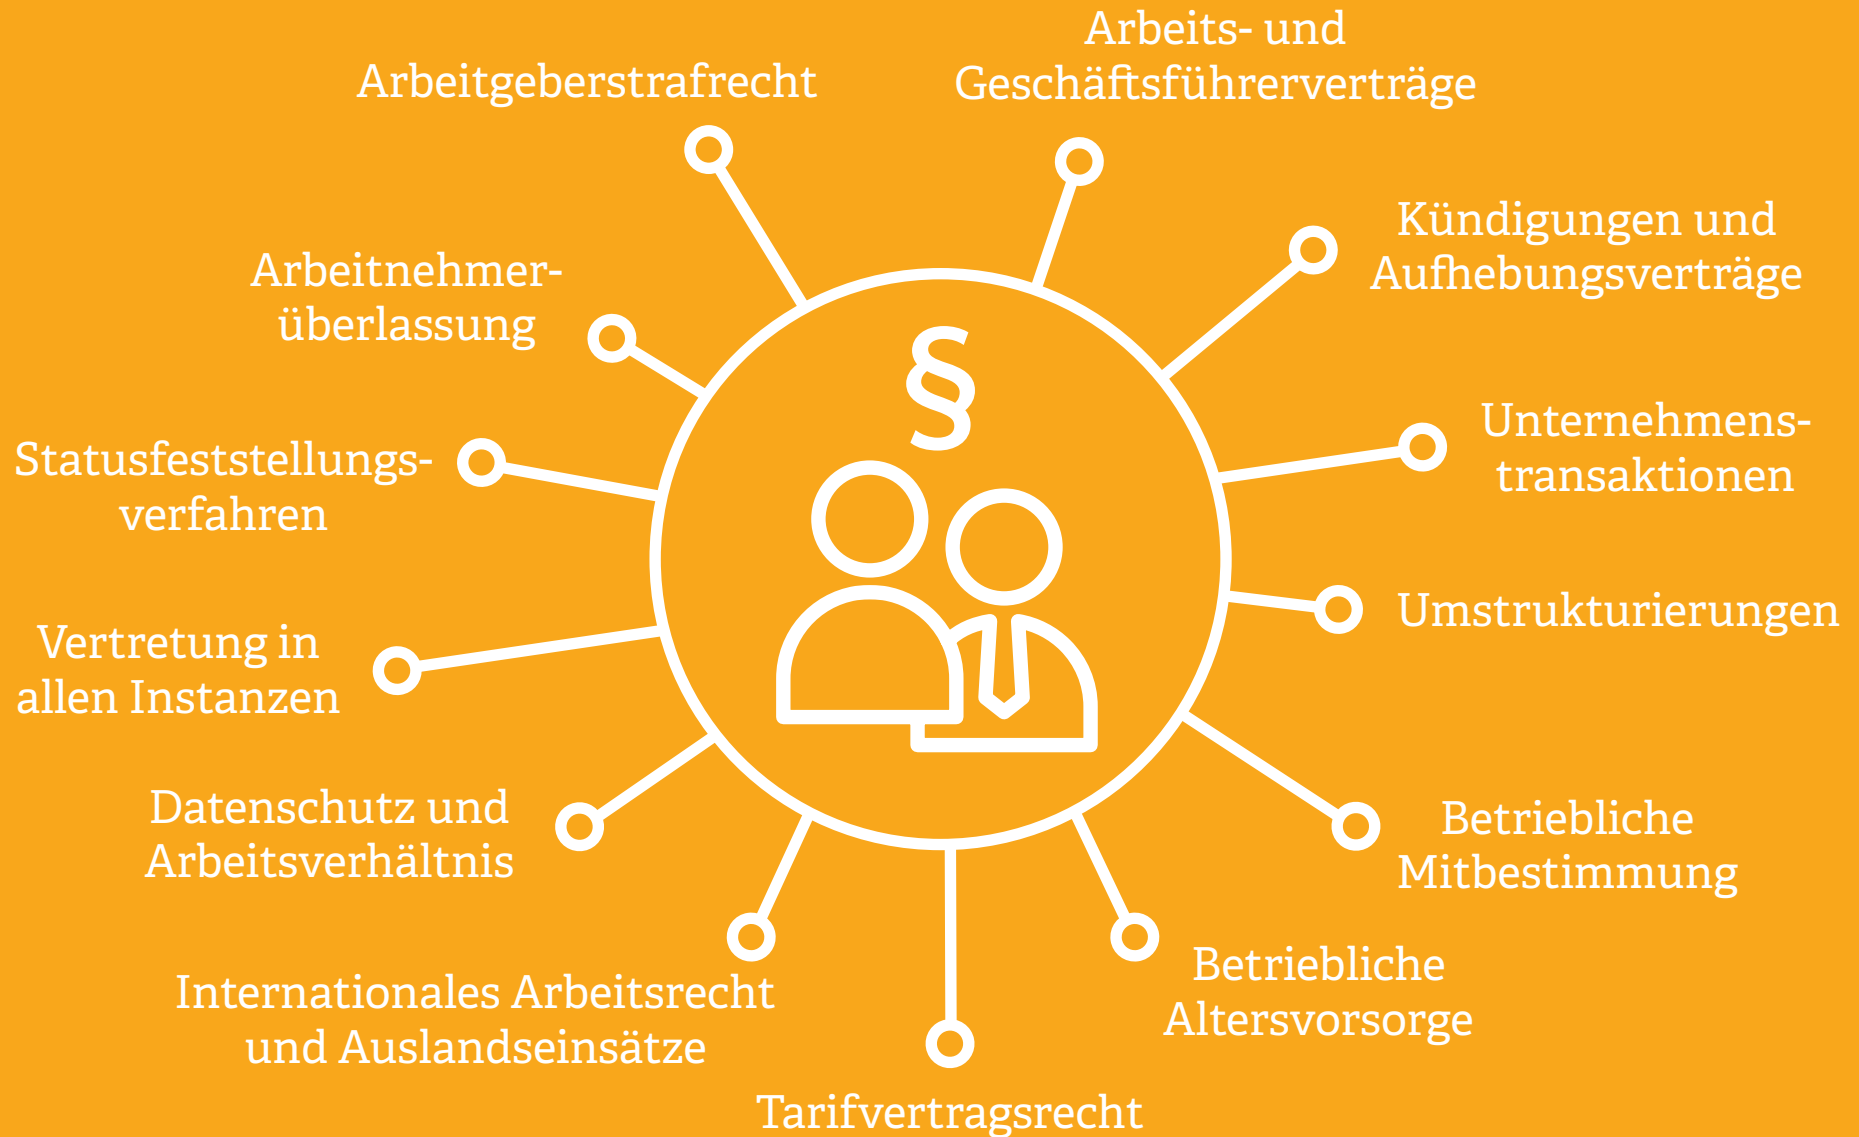 Arbeitgeberstrafrecht
Arbeits- und
Geschäftsführerverträge
Kündigungen und
Aufhebungsverträge
Unternehmens-
transaktionen
Umstrukturierungen
Betriebliche
Mitbestimmung
Betriebliche
Altersvorsorge
Tarifvertragsrecht
Internationales Arbeitsrecht
und Auslandseinsätze
Datenschutz und
Arbeitsverhältnis
Vertretung in
allen Instanzen
Statusfeststellungs-
verfahren
Arbeitnehmer-
überlassung
§